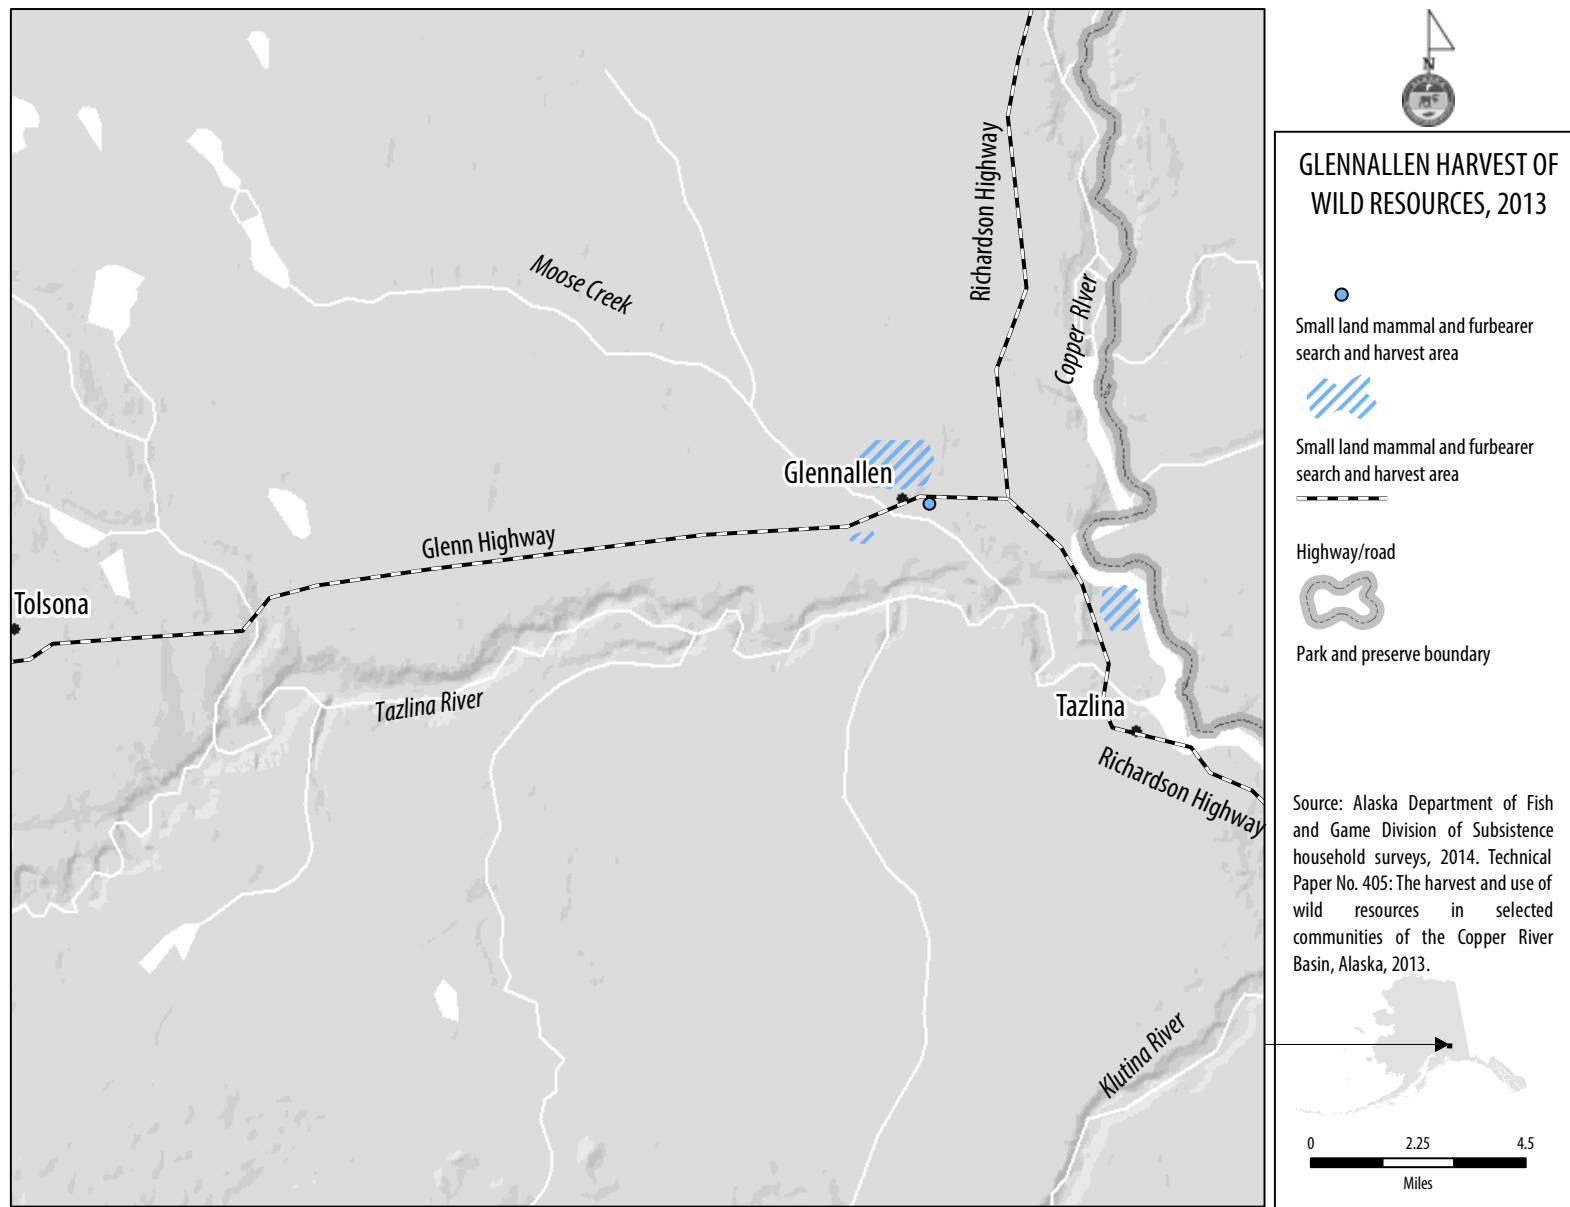 N
GLENNALLEN HARVEST OF
WILD RESOURCES, 2013
Small land mammal and furbearer
search and harvest area
Small land mammal and furbearer
search and harvest area
Highway/road
Park and preserve boundary
Source: Alaska Department of Fish
and Game Division of Subsistence
household surveys, 2014. Technical
Paper No. 405: The harvest and use of
wild resources in selected
communities of the Copper River
Basin, Alaska, 2013.
0 2.25 4.5
Miles
Richardson Highway
Moose Creek
Copper RIver
Glennallen
Glenn Highway
Tolsona
Tazlina River
Tazlina
Richardson Highway
Klutina River